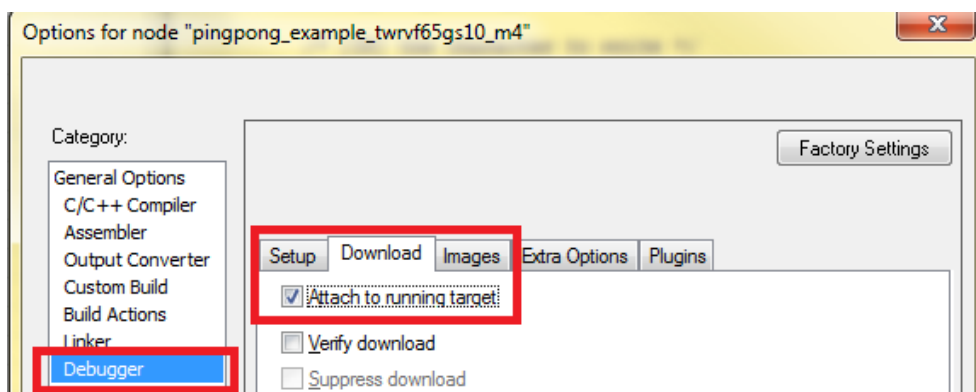 Options for node "pingpong_example_twrvf65gs10_m4"
Category:
Factory Settings
General Options
C/C++ Compiler
Assembler
Output Converter
Custom Build
Build Actions
Linker
Debugger
Setup Download Images Extra Options Plugins
Attach to running target
Verify download
Suppress download